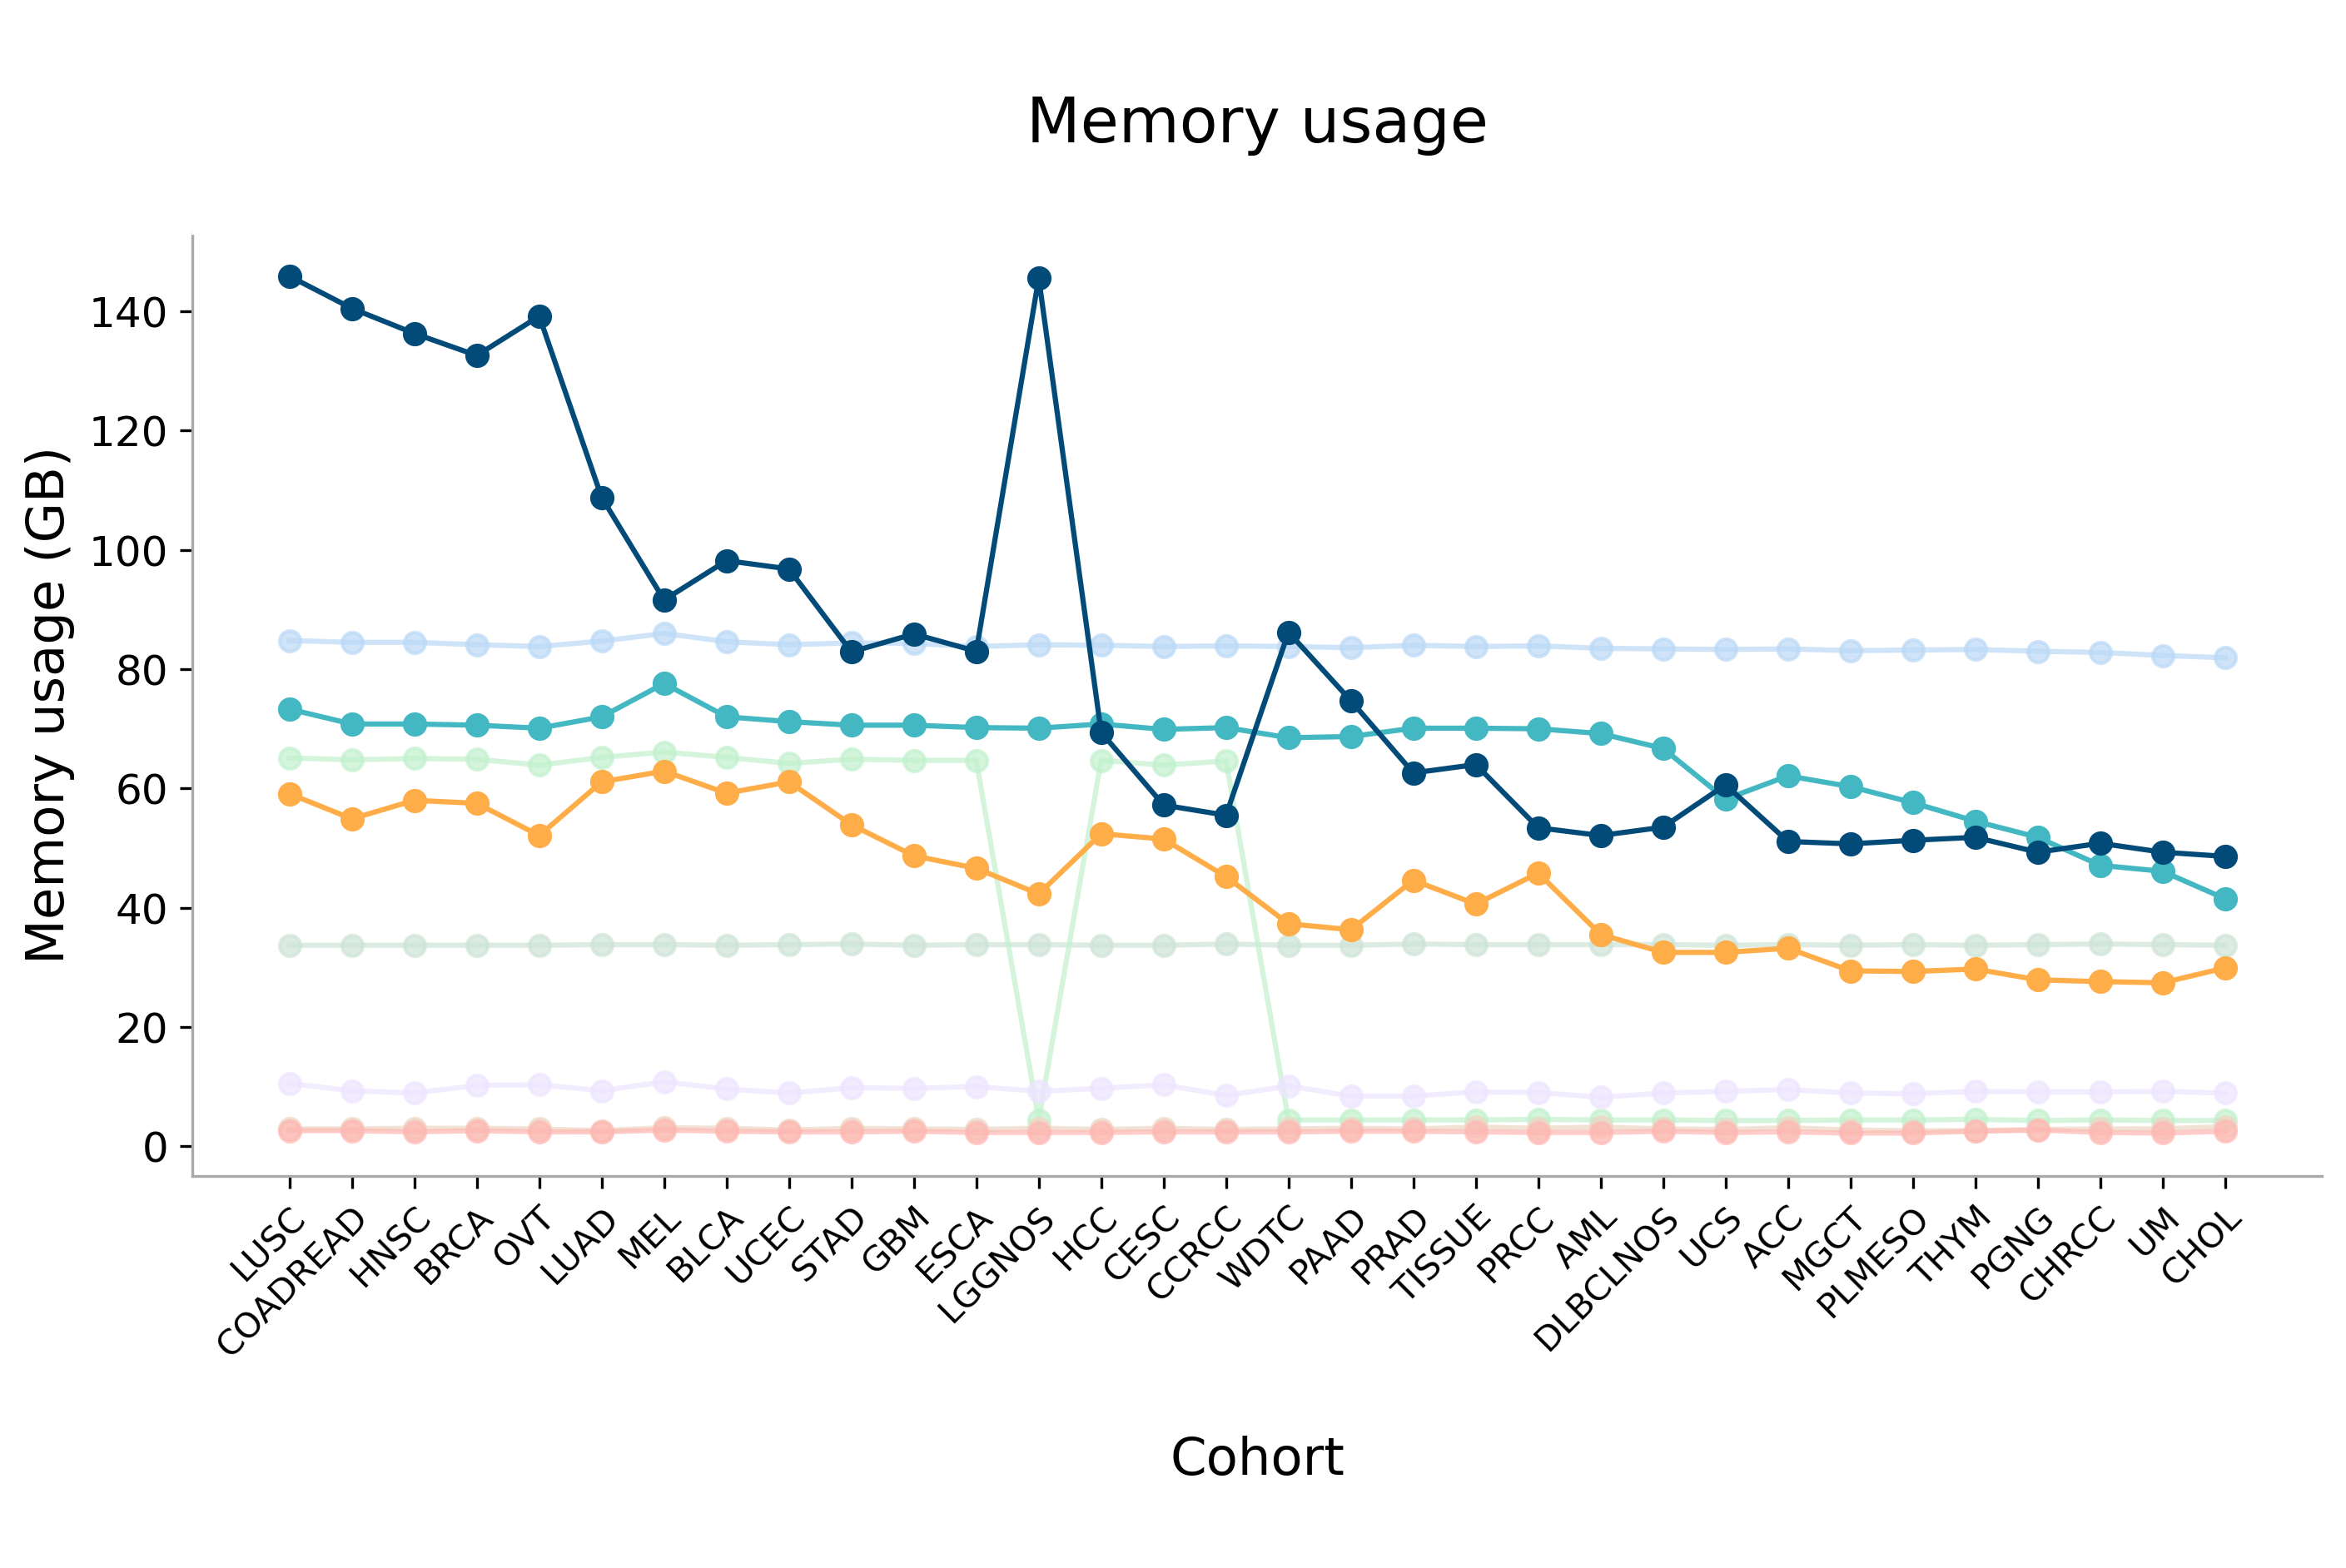 Memory usage
Memory usage (GB)
140
120
100
80
60
40
20
0
LUSC
COADREAD
HNSC
BRCA
OVT
LUAD
MEL
BLCA
UCEC
STAD
GBM
ESCA
LGGNOS
HCC
CESC
CCRCC
WDTC
PAAD
PRAD
TISSUE
PRCC
AML
DLBCLNOS
UCS
ACC
MGCT
PLMESO
THYM
PGNG
CHRCC
UM
CHOL
Cohort